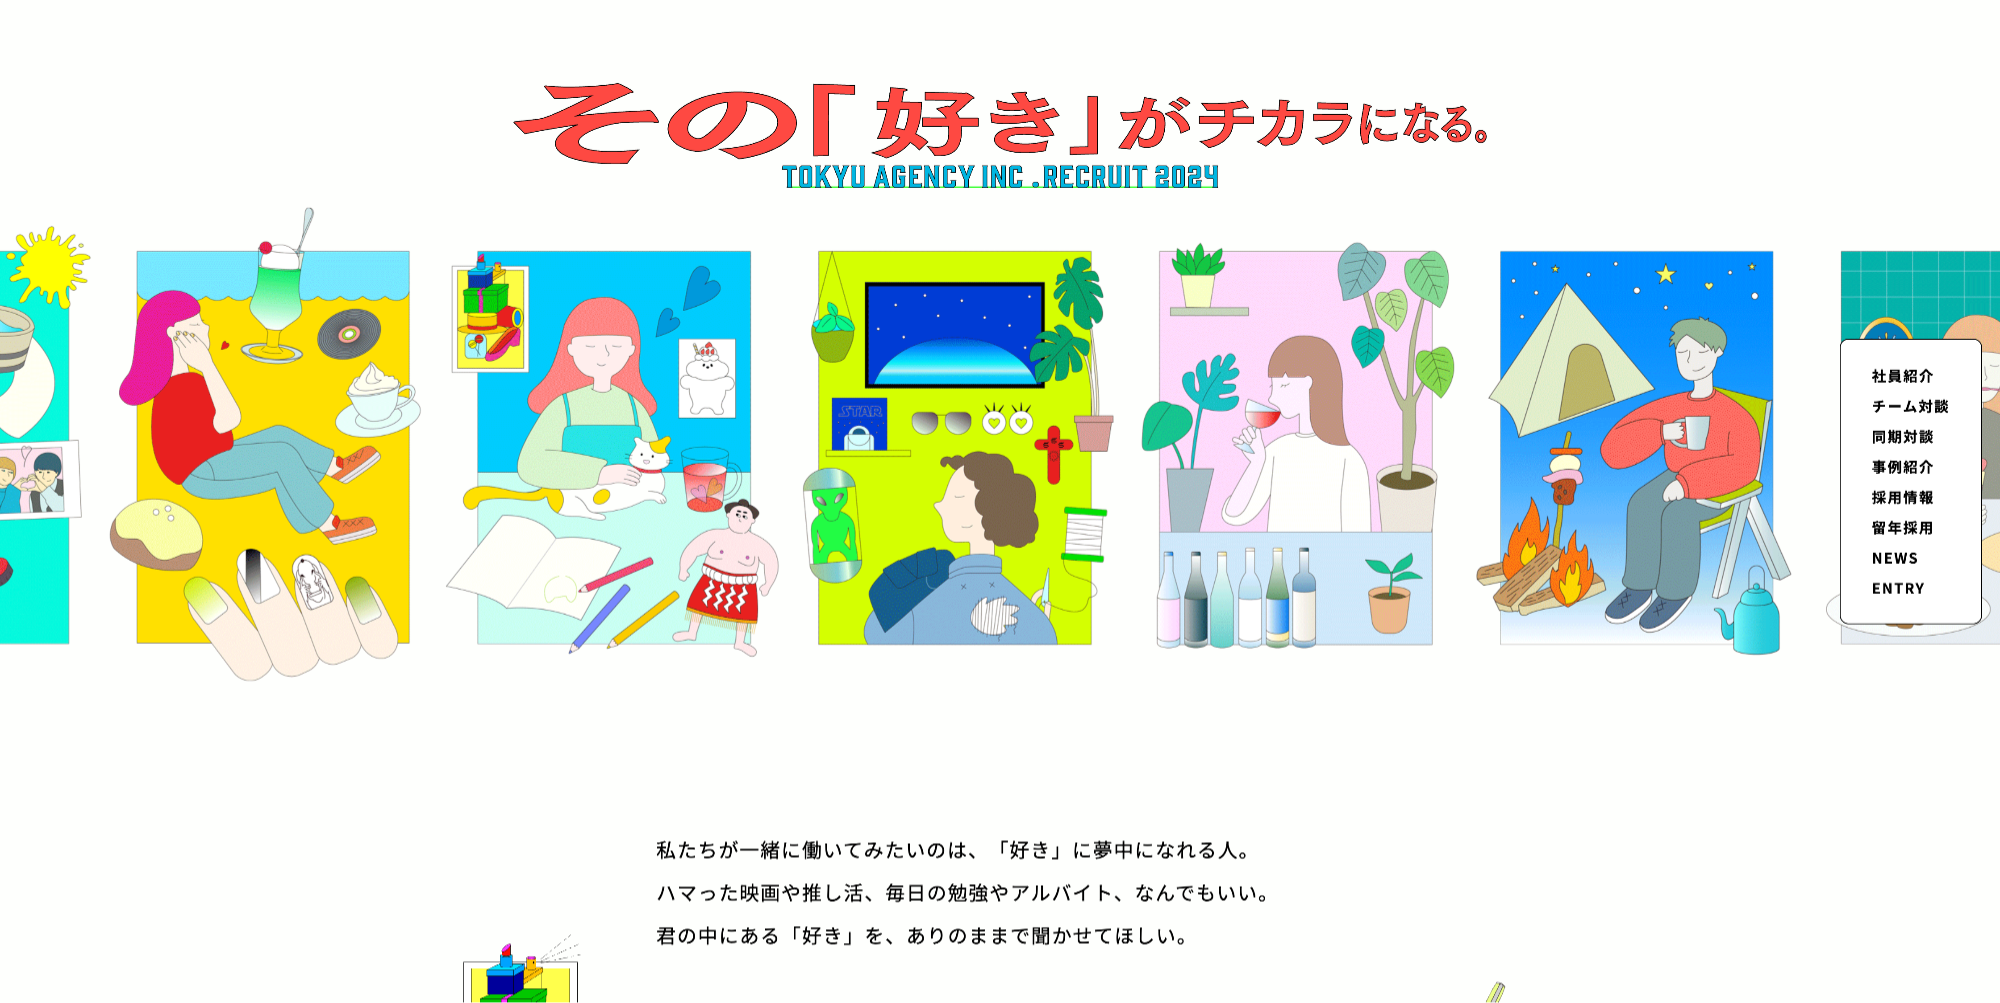 その「好き」がチカラになる。
TOKYU AGENCY INC .RECRUIT 2024
STAR
社員紹介
チーム対談
同期対談
事例紹介
採用情報
留年採用
NEWS
ENTRY
私たちが一緒に働いてみたいのは、「好き」に夢中になれる人。
ハマった映画や推し活、毎日の勉強やアルバイト、なんでもいい。
君の中にある「好き」を、ありのままで聞かせてほしい。